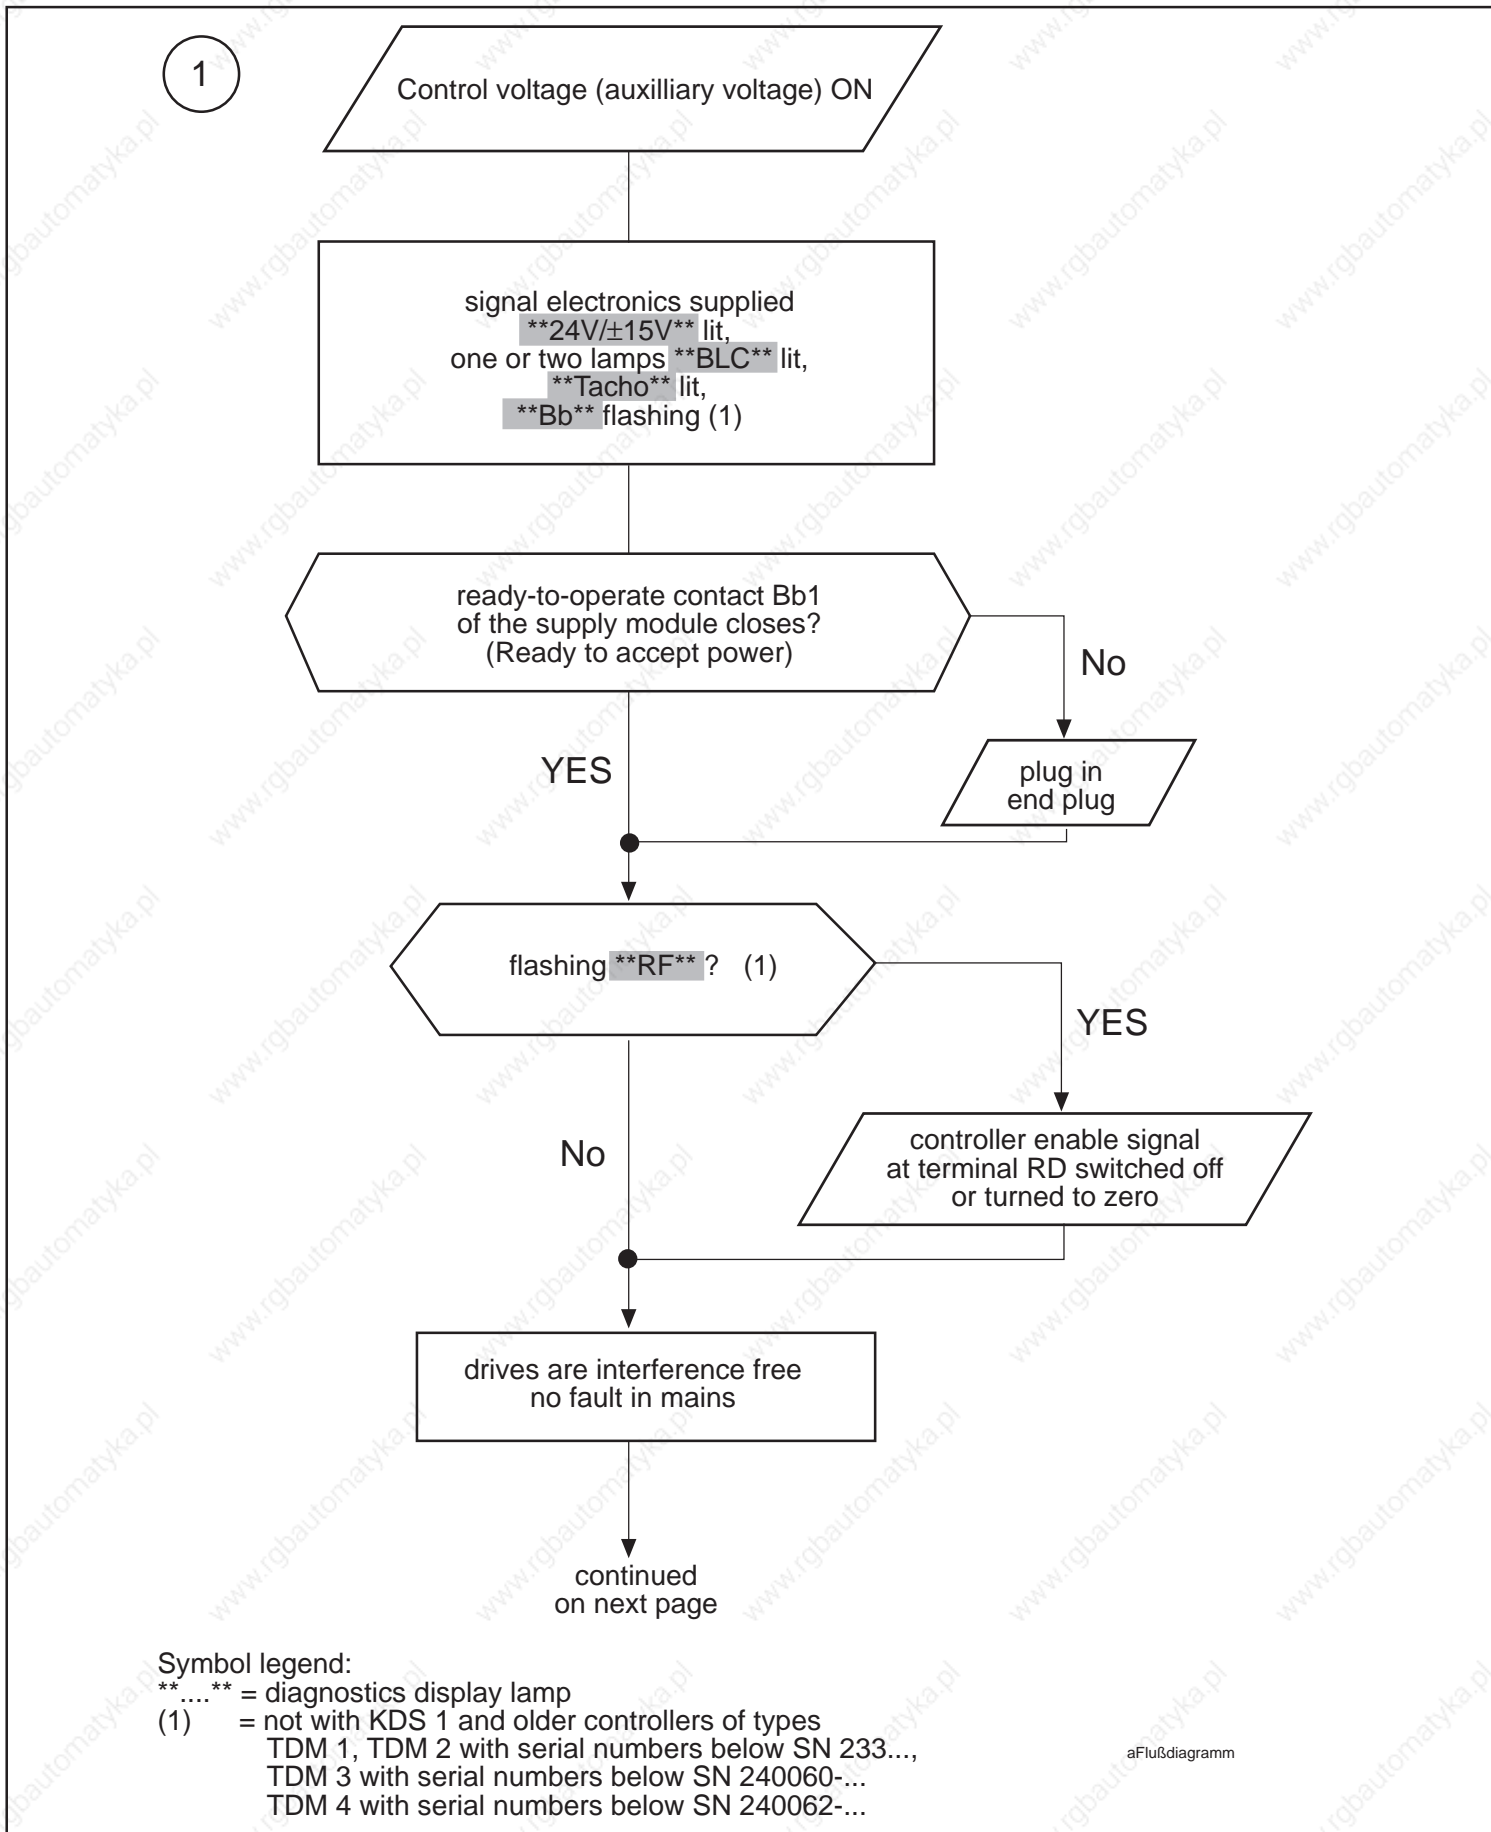 1
Control voltage (auxilliary voltage) ON
signal electronics supplied
**24V/±15V** lit,
one or two lamps **BLC** lit,
**Tacho** lit,
**Bb** flashing (1)
ready-to-operate contact Bb1
of the supply module closes?
(Ready to accept power)
No
YES
plug in
end plug
flashing **RF** ? (1)
YES
No
controller enable signal
at terminal RD switched off
or turned to zero
drives are interference free
no fault in mains
continued
on next page
Symbol legend:
**....** = diagnostics display lamp
(1) = not with KDS 1 and older controllers of types
TDM 1, TDM 2 with serial numbers below SN 233...,
TDM 3 with serial numbers below SN 240060-...
TDM 4 with serial numbers below SN 240062-...
aFlußdiagramm
www.rgbautomatyka.pl